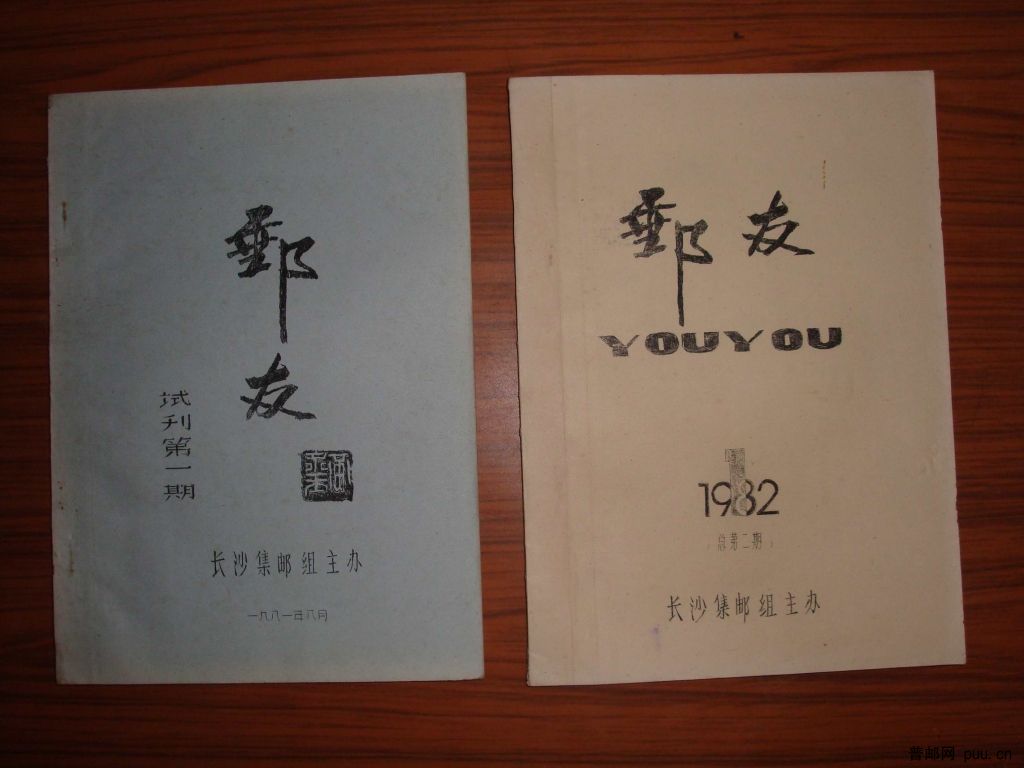 郵友
试刊第一期
长沙集邮组主办
一九八一年八月
郵友
YOUYOU
1
1982
（总第二期）
长沙集邮组主办
普邮网 puu.cn